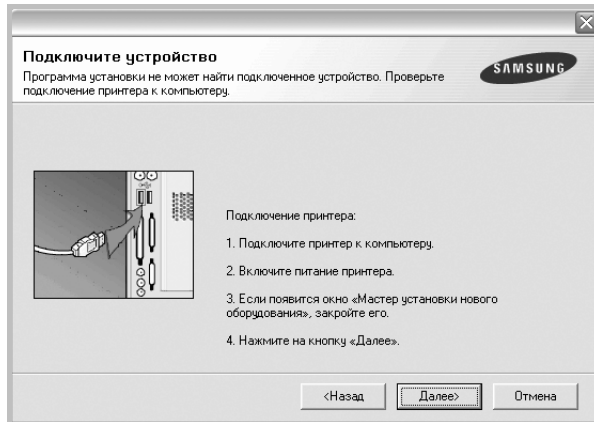 Подключите устройство
Программа установки не может найти подключенное устройство. Проверьте
подключение принтера к компьютеру.
SAMSUNG
Подключение принтера:
1. Подключите принтер к компьютеру.
2. Включите питание принтера.
3. Если появится окно «Мастер установки нового
оборудования», закройте его.
4. Нажмите на кнопку «Далее».
<Назад
Далее>
Отмена